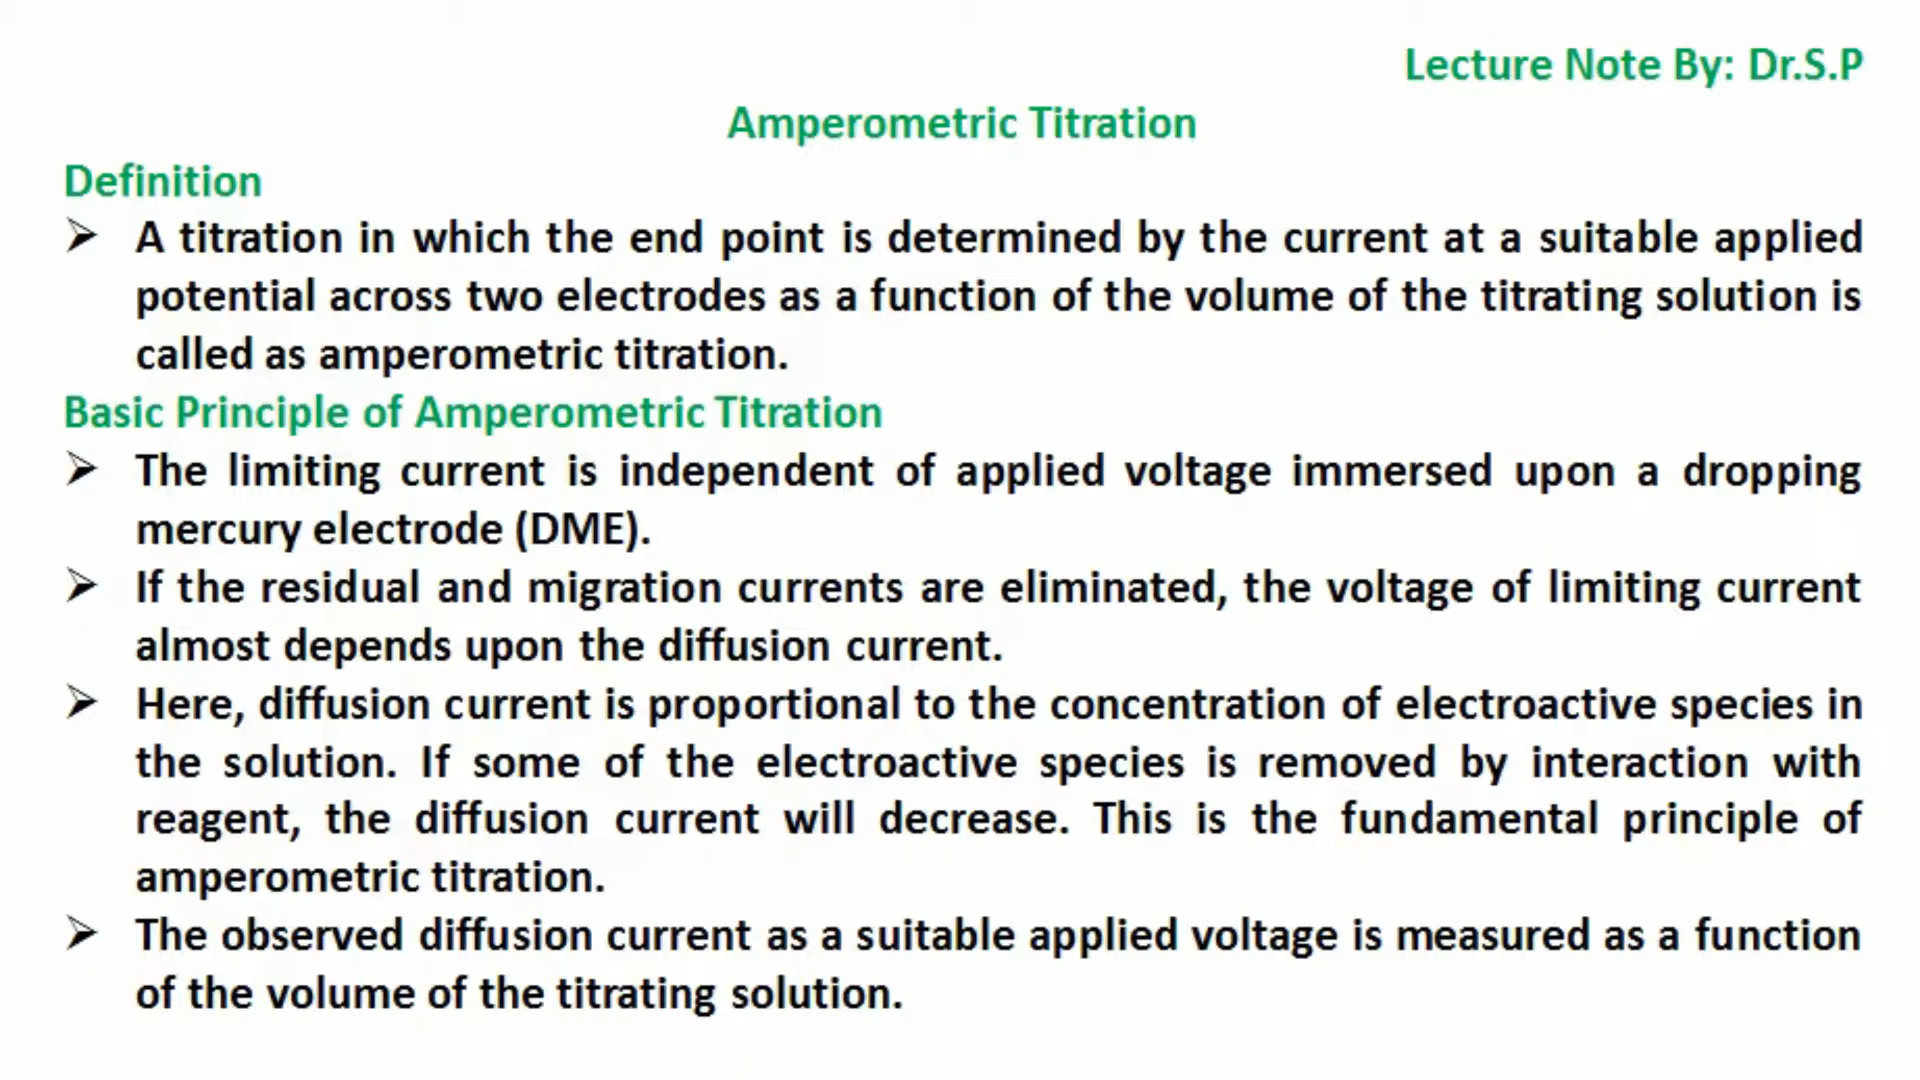 Lecture Note By: Dr.S.P
Amperometric Titration
Definition
➢ A titration in which the end point is determined by the current at a suitable applied
potential across two electrodes as a function of the volume of the titrating solution is
called as amperometric titration.
Basic Principle of Amperometric Titration
➢ The limiting current is independent of applied voltage immersed upon a dropping
mercury electrode (DME).
➢ If the residual and migration currents are eliminated, the voltage of limiting current
almost depends upon the diffusion current.
➢ Here, diffusion current is proportional to the concentration of electroactive species in
the solution. If some of the electroactive species is removed by interaction with
reagent, the diffusion current will decrease. This is the fundamental principle of
amperometric titration.
➢ The observed diffusion current as a suitable applied voltage is measured as a function
of the volume of the titrating solution.